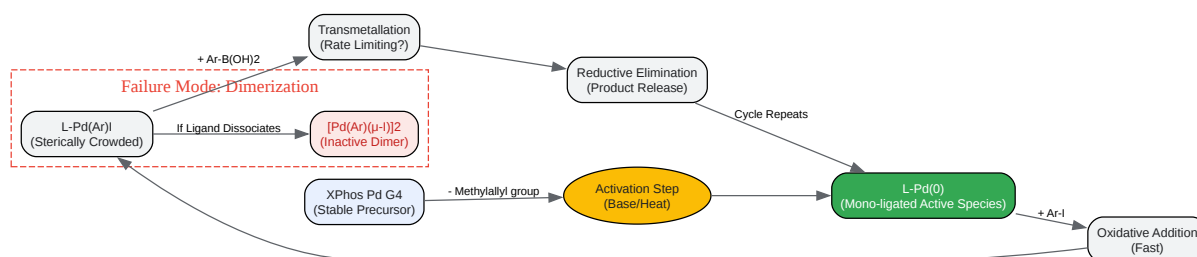 Transmetallation
(Rate Limiting?)
+ Ar-B(OH)2
Failure Mode: Dimerization
Reductive Elimination
(Product Release)
L-Pd(Ar)I
(Sterically Crowded)
If Ligand Dissociates
[Pd(Ar)(μ-I)]2
(Inactive Dimer)
Cycle Repeats
XPhos Pd G4
(Stable Precursor)
- Methylallyl group
Activation Step
(Base/Heat)
L-Pd(0)
(Mono-ligated Active Species)
+ Ar-I
Oxidative Addition
(Fast)